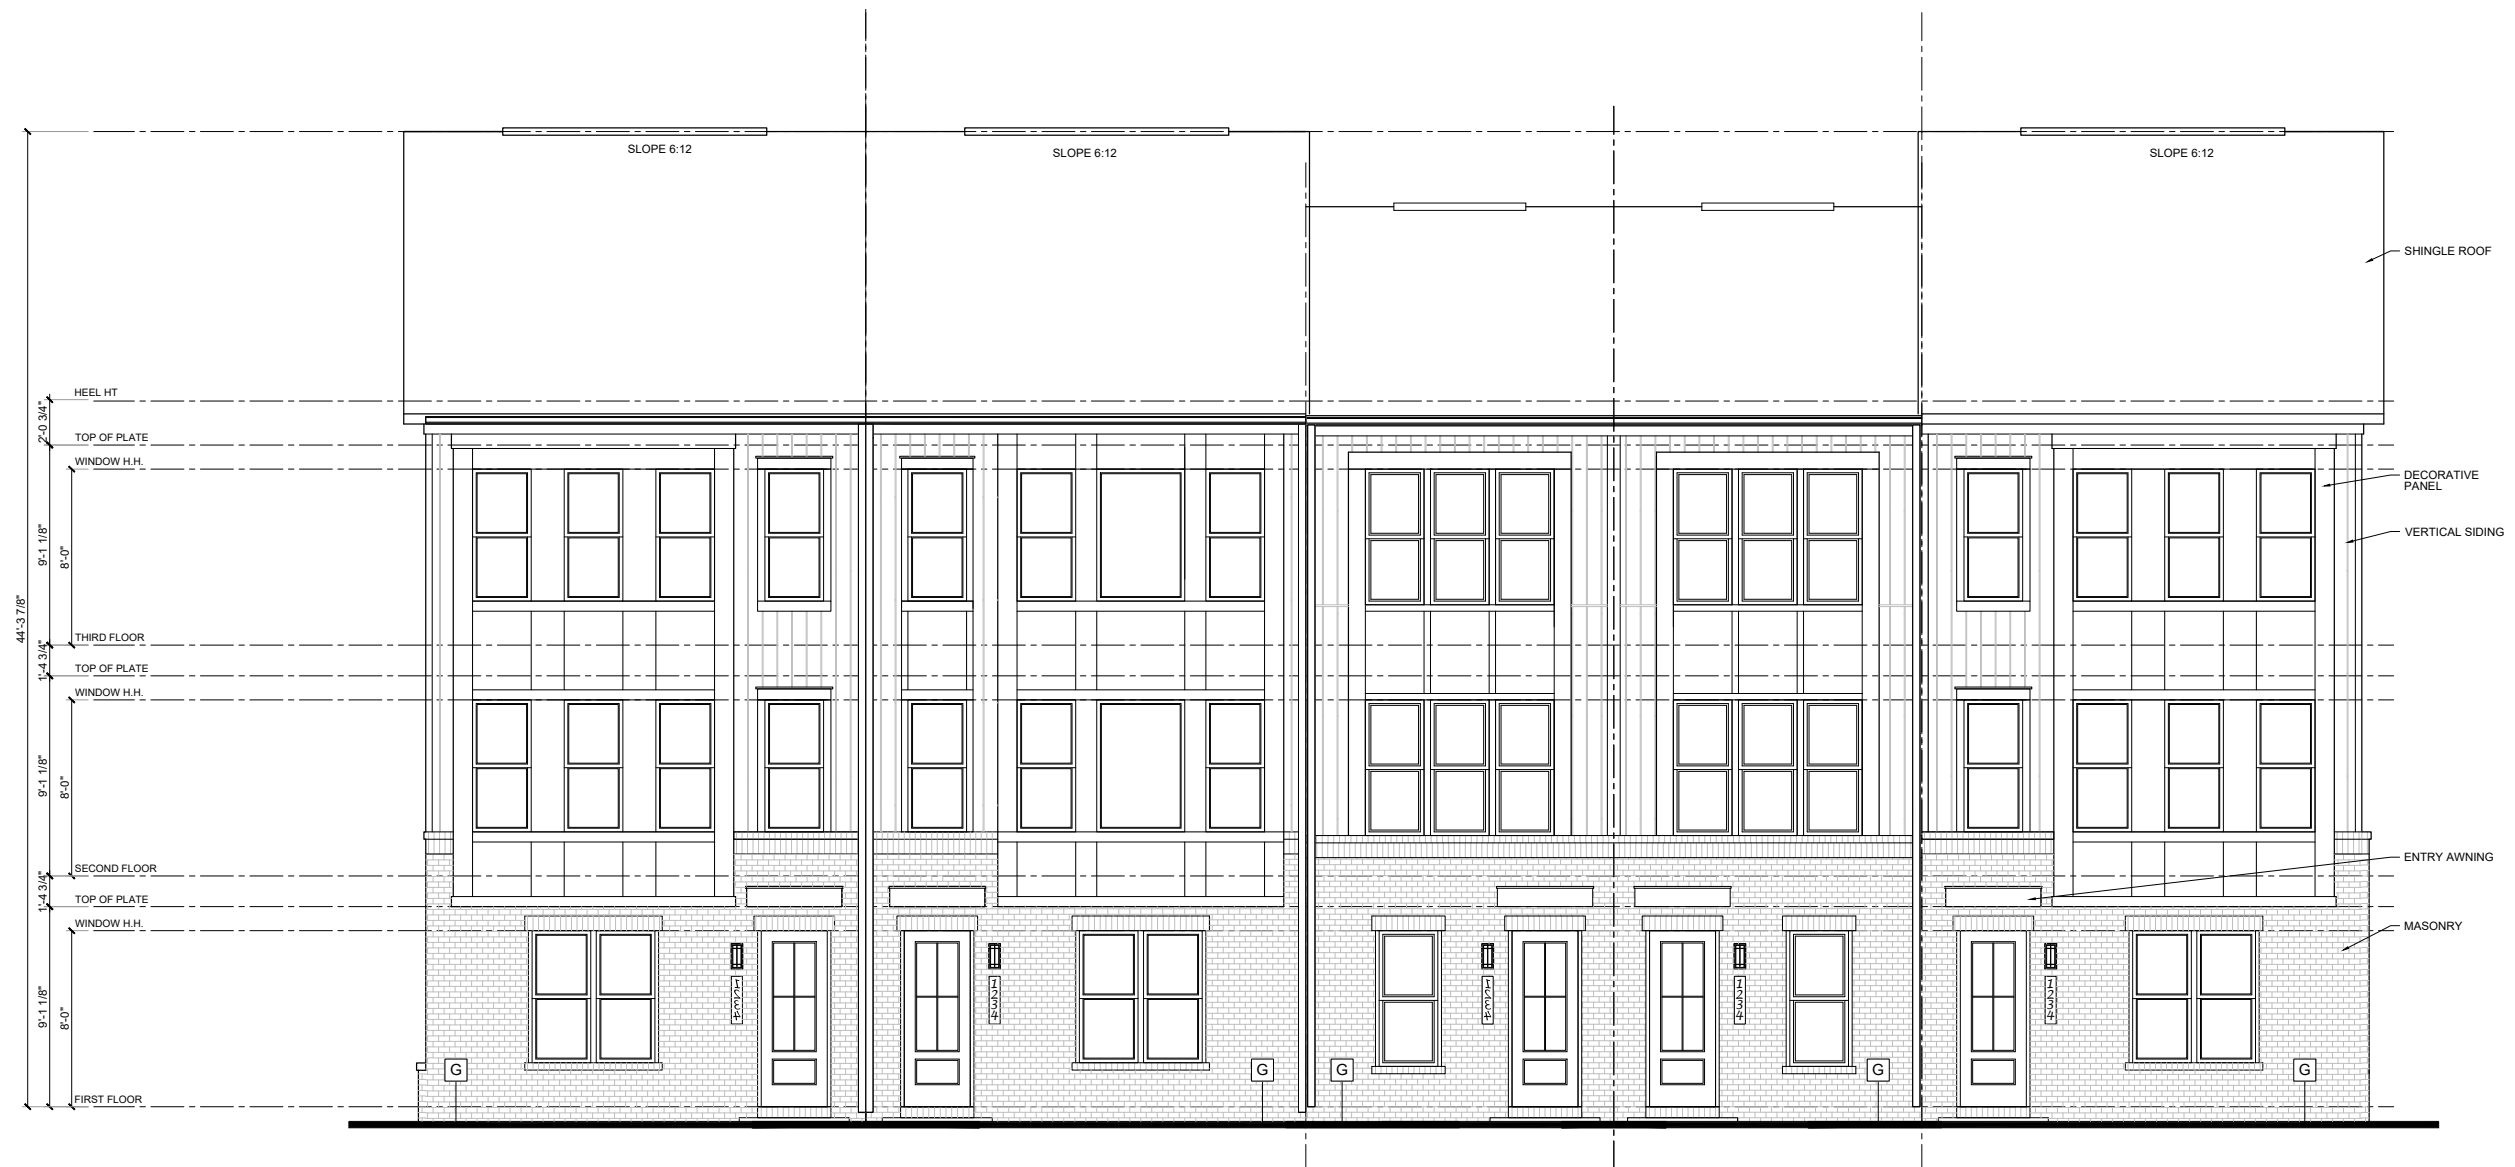 SLOPE 6:12
SLOPE 6:12
SLOPE 6:12
SHINGLE ROOF
HEEL HT
2'-0 3/4"
TOP OF PLATE
WINDOW H.H.
DECORATIVE
PANEL
VERTICAL SIDING
9'-1 1/8"
8'-0"
44'-3 7/8"
THIRD FLOOR
1'-4 3/4"
TOP OF PLATE
WINDOW H.H.
9'-1 1/8"
8'-0"
SECOND FLOOR
ENTRY AWNING
1'-4 3/4"
TOP OF PLATE
WINDOW H.H.
MASONRY
1234
1234
1234
1234
1234
9'-1 1/8"
8'-0"
G
G
G
G
G
FIRST FLOOR